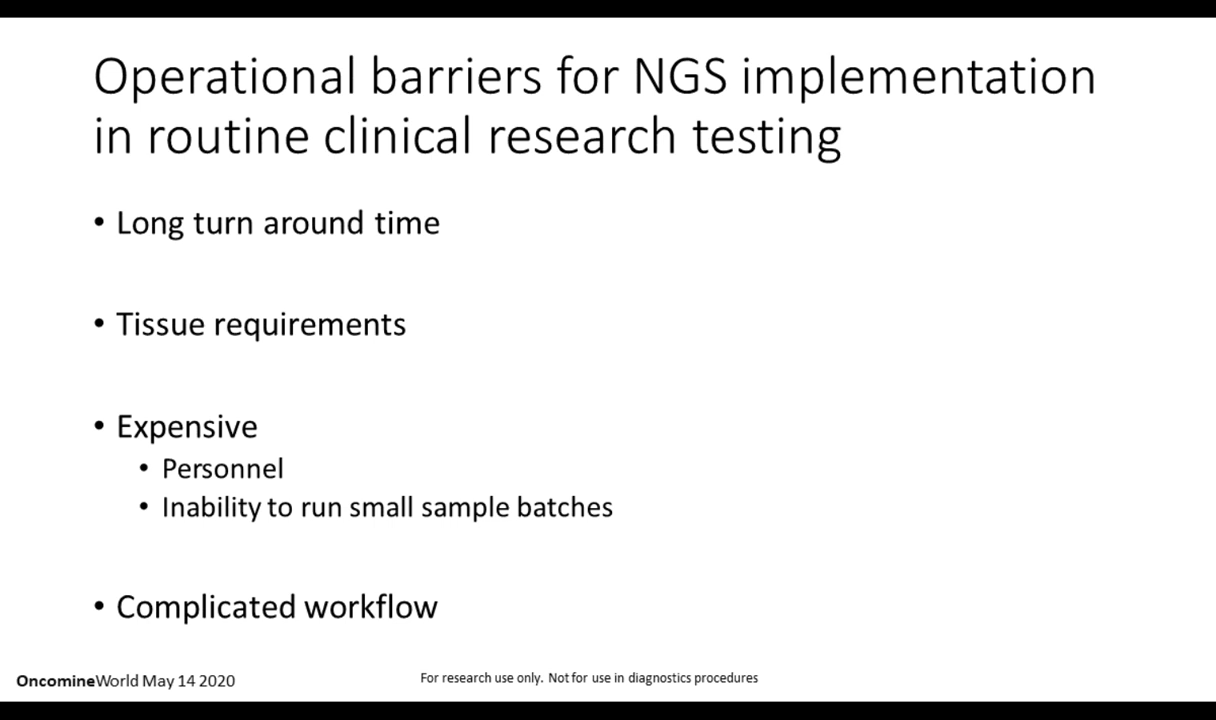 Operational barriers for NGS implementation
in routine clinical research testing
• Long turn around time
• Tissue requirements
• Expensive
• Personnel
• Inability to run small sample batches
• Complicated workflow
OncomineWorld May 14 2020
For research use only. Not for use in diagnostics procedures